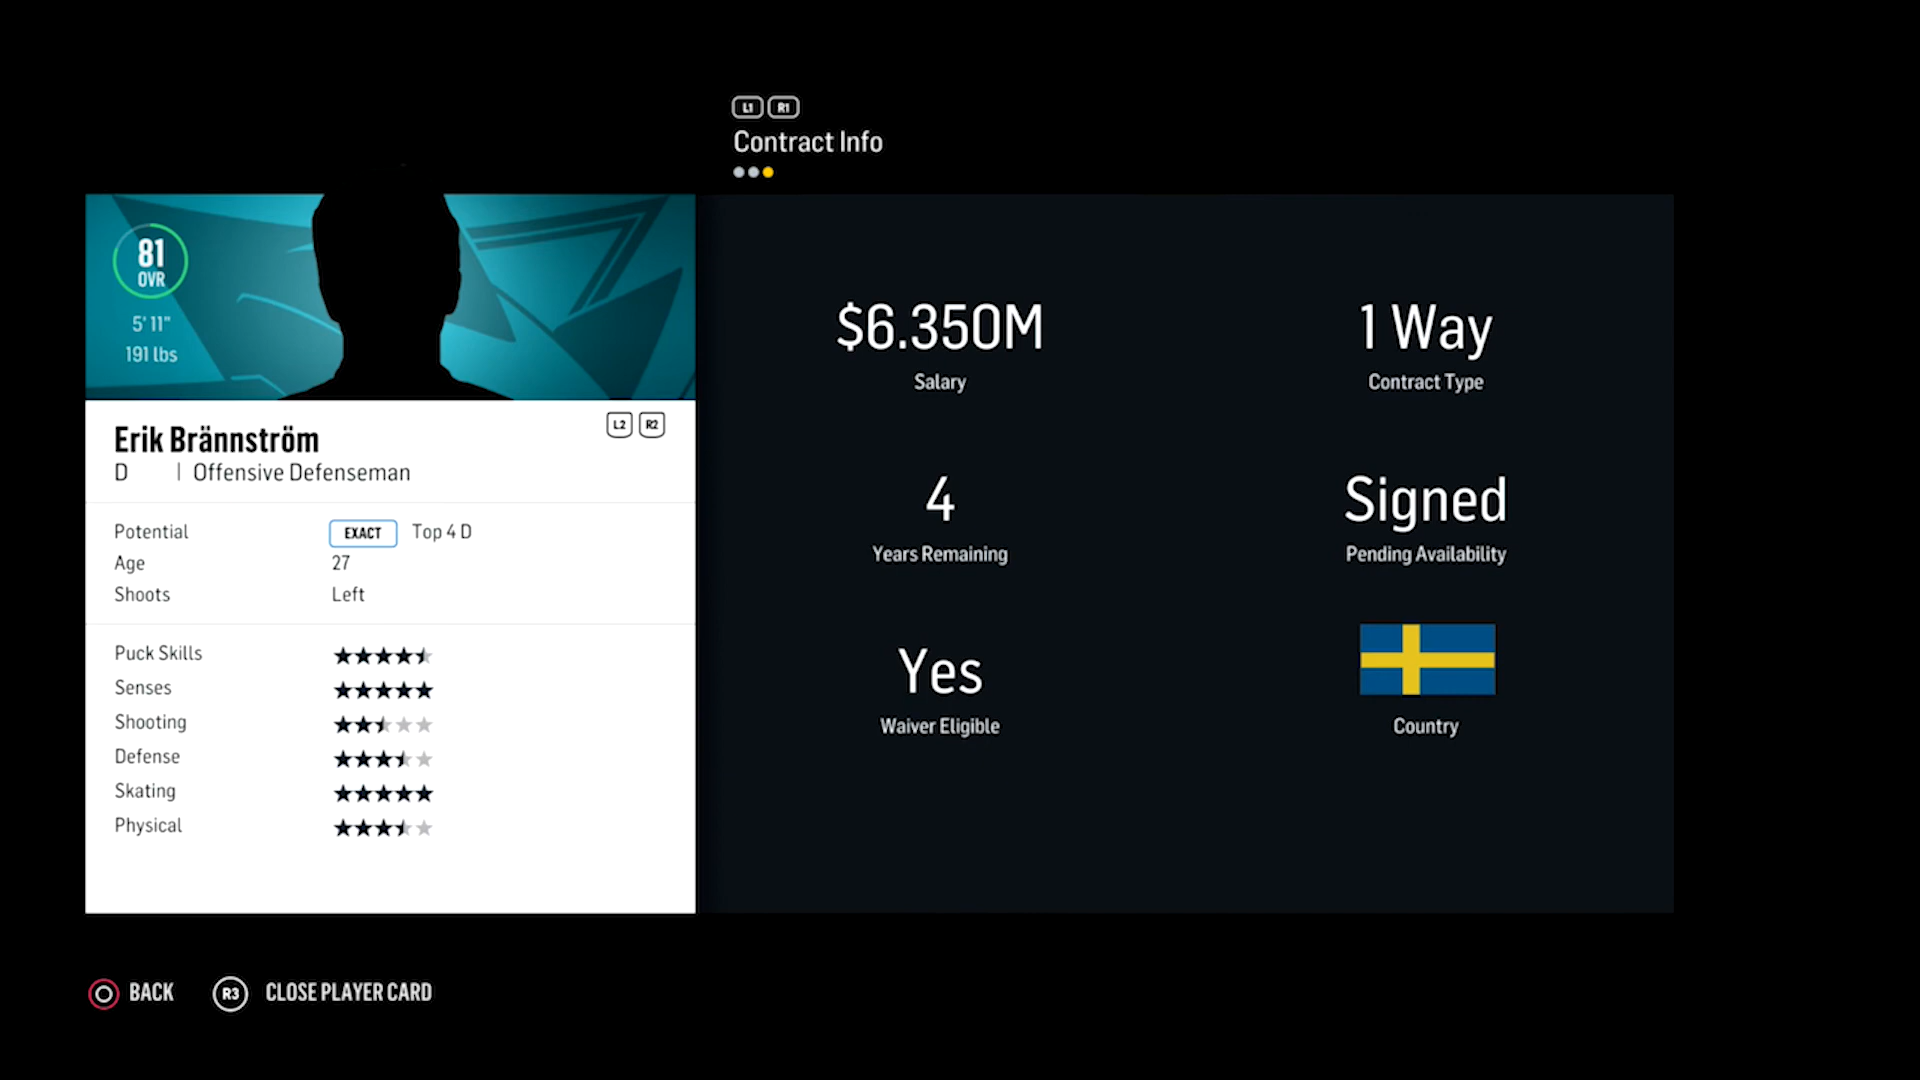 L1 R1
Contract Info
81
OVR
5' 11"
191 lbs
Erik Brännström
L2 R2
D | Offensive Defenseman
Potential EXACT Top 4 D
Age 27
Shoots Left
Puck Skills
Senses
Shooting
Defense
Skating
Physical
$6.350M
Salary
1 Way
Contract Type
4
Years Remaining
Signed
Pending Availability
Yes
Waiver Eligible
Country
BACK R3 CLOSE PLAYER CARD